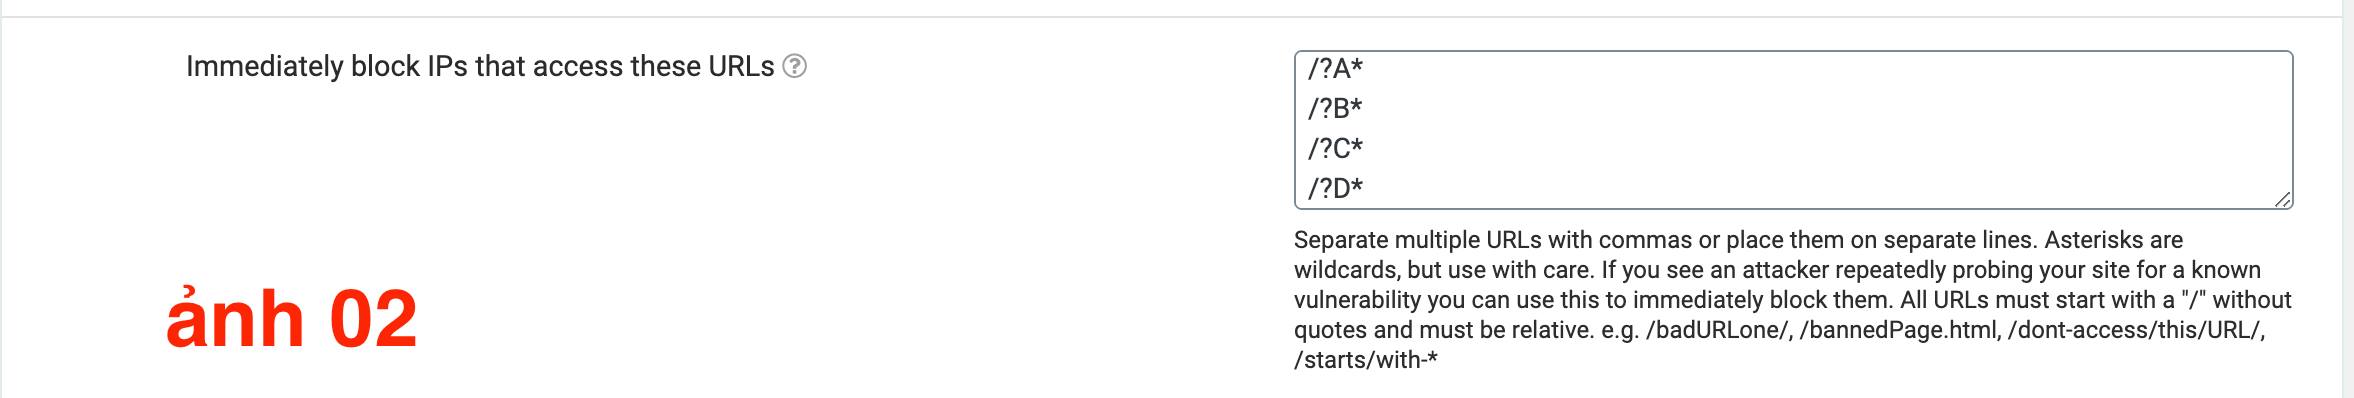 Immediately block IPs that access these URLs
/?A*
/?B*
/?C*
/?D*
Separate multiple URLs with commas or place them on separate lines. Asterisks are
wildcards, but use with care. If you see an attacker repeatedly probing your site for a known
vulnerability you can use this to immediately block them. All URLs must start with a "/" without
quotes and must be relative. e.g. /badURLone/, /bannedPage.html, /dont-access/this/URL/,
/starts/with-*
ảnh 02